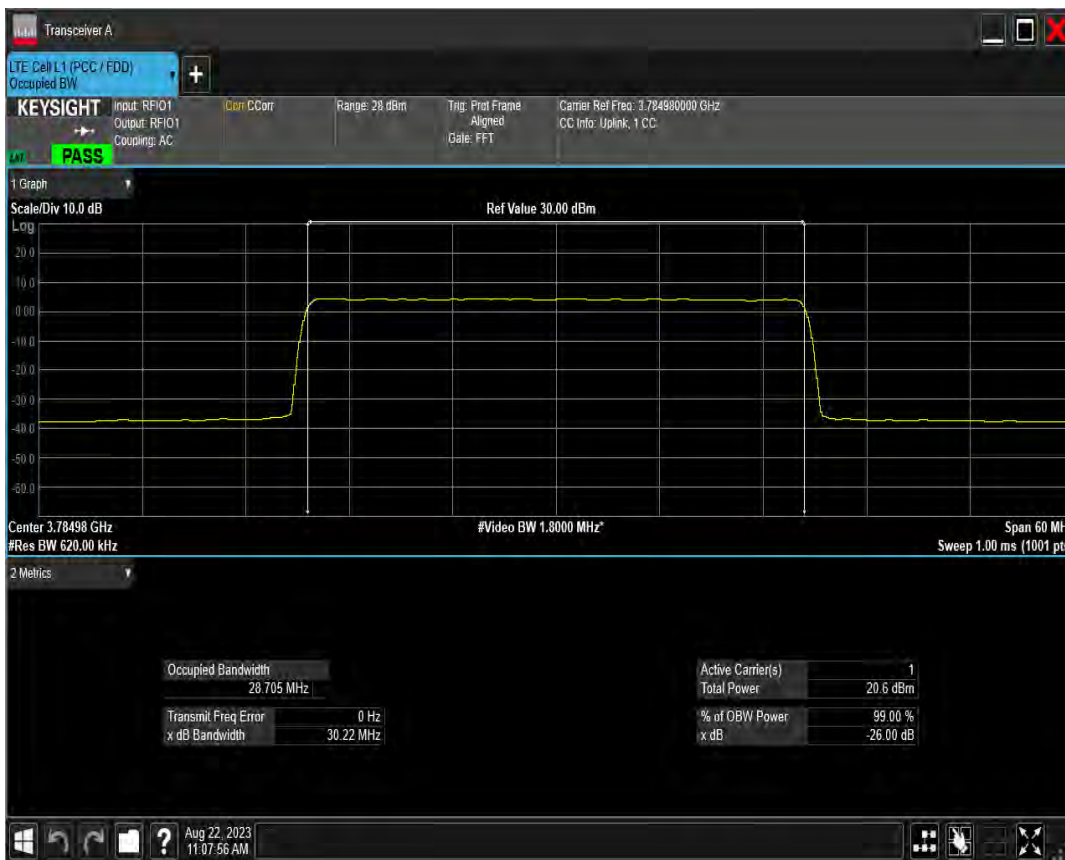 Transceiver A
LTE Cell L1 (PCC / FDD)
Occupied BW
+
KEYSIGHT
PASS
Input: RFIO1
Output: RFIO1
Coupling: AC
Corr CCorr
Range: 28 dBm
Trig: Prot Frame
Aligned
Gate: FFT
Carrier Ref Freq: 3.784980000 GHz
CC Info: Uplink, 1 CC
1 Graph
Scale/Div 10.0 dB
Ref Value 30.00 dBm
Log
20.0
10.0
0.00
-10.0
-20.0
-30.0
-40.0
-50.0
-60.0
Center 3.78498 GHz
#Video BW 1.8000 MHz*
Span 60 MH
#Res BW 620.00 kHz
Sweep 1.00 ms (1001 pt
2 Metrics
Occupied Bandwidth
28.705 MHz
Transmit Freq Error 0 Hz
x dB Bandwidth 30.22 MHz
Active Carrier(s) 1
Total Power 20.6 dBm
% of OBW Power 99.00 %
x dB -26.00 dB
?
Aug 22, 2023
11:07:56 AM